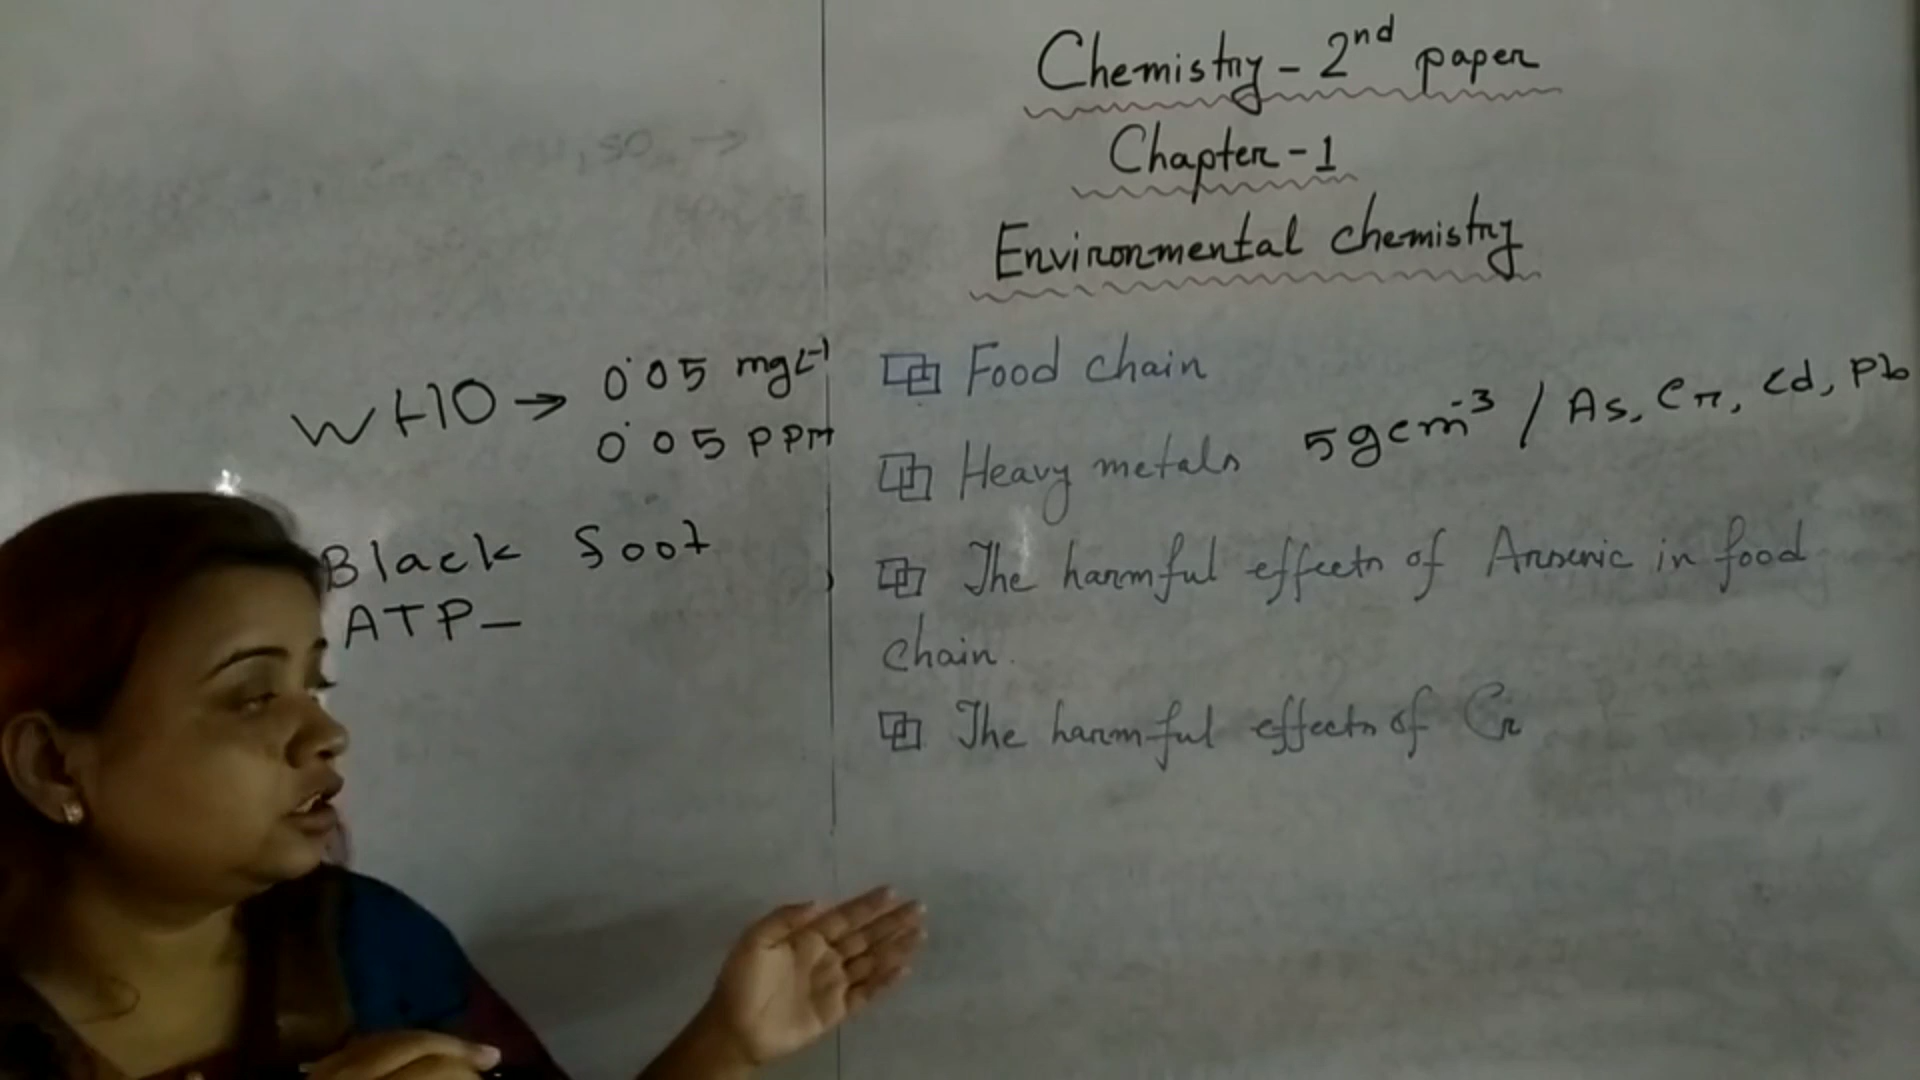 Chemistry - 2nd paper
Chapter - 1
Environmental chemistry
WHO → 0.05 mgL-1
0.05 PPM
Black Soot
ATP -
Food chain
Heavy metals 5gcm-3 / As, Cr, Cd, Pb
The harmful effects of Arsenic in food
chain.
The harmful effects of Cr